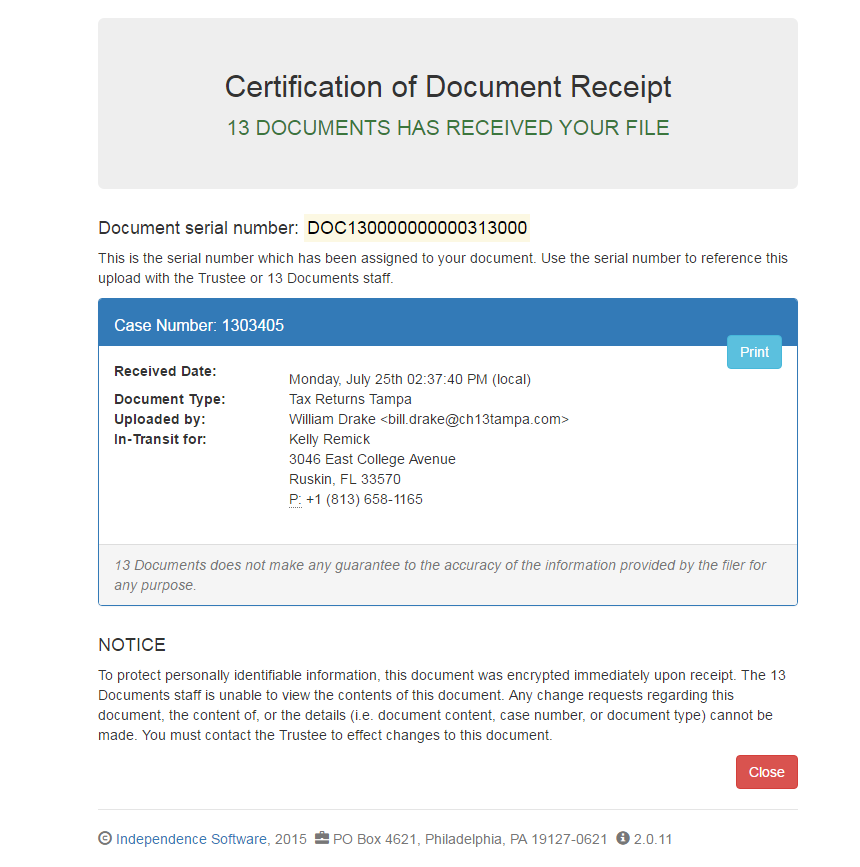 Certification of Document Receipt
13 DOCUMENTS HAS RECEIVED YOUR FILE
Document serial number: DOC130000000000313000
This is the serial number which has been assigned to your document. Use the serial number to reference this
upload with the Trustee or 13 Documents staff.
Case Number: 1303405
Print
Received Date: Monday, July 25th 02:37:40 PM (local)
Document Type: Tax Returns Tampa
Uploaded by: William Drake <bill.drake@ch13tampa.com>
In-Transit for: Kelly Remick
3046 East College Avenue
Ruskin, FL 33570
P: +1 (813) 658-1165
13 Documents does not make any guarantee to the accuracy of the information provided by the filer for
any purpose.
NOTICE
To protect personally identifiable information, this document was encrypted immediately upon receipt. The 13
Documents staff is unable to view the contents of this document. Any change requests regarding this
document, the content of, or the details (i.e. document content, case number, or document type) cannot be
made. You must contact the Trustee to effect changes to this document.
Close
© Independence Software, 2015 PO Box 4621, Philadelphia, PA 19127-0621 2.0.11